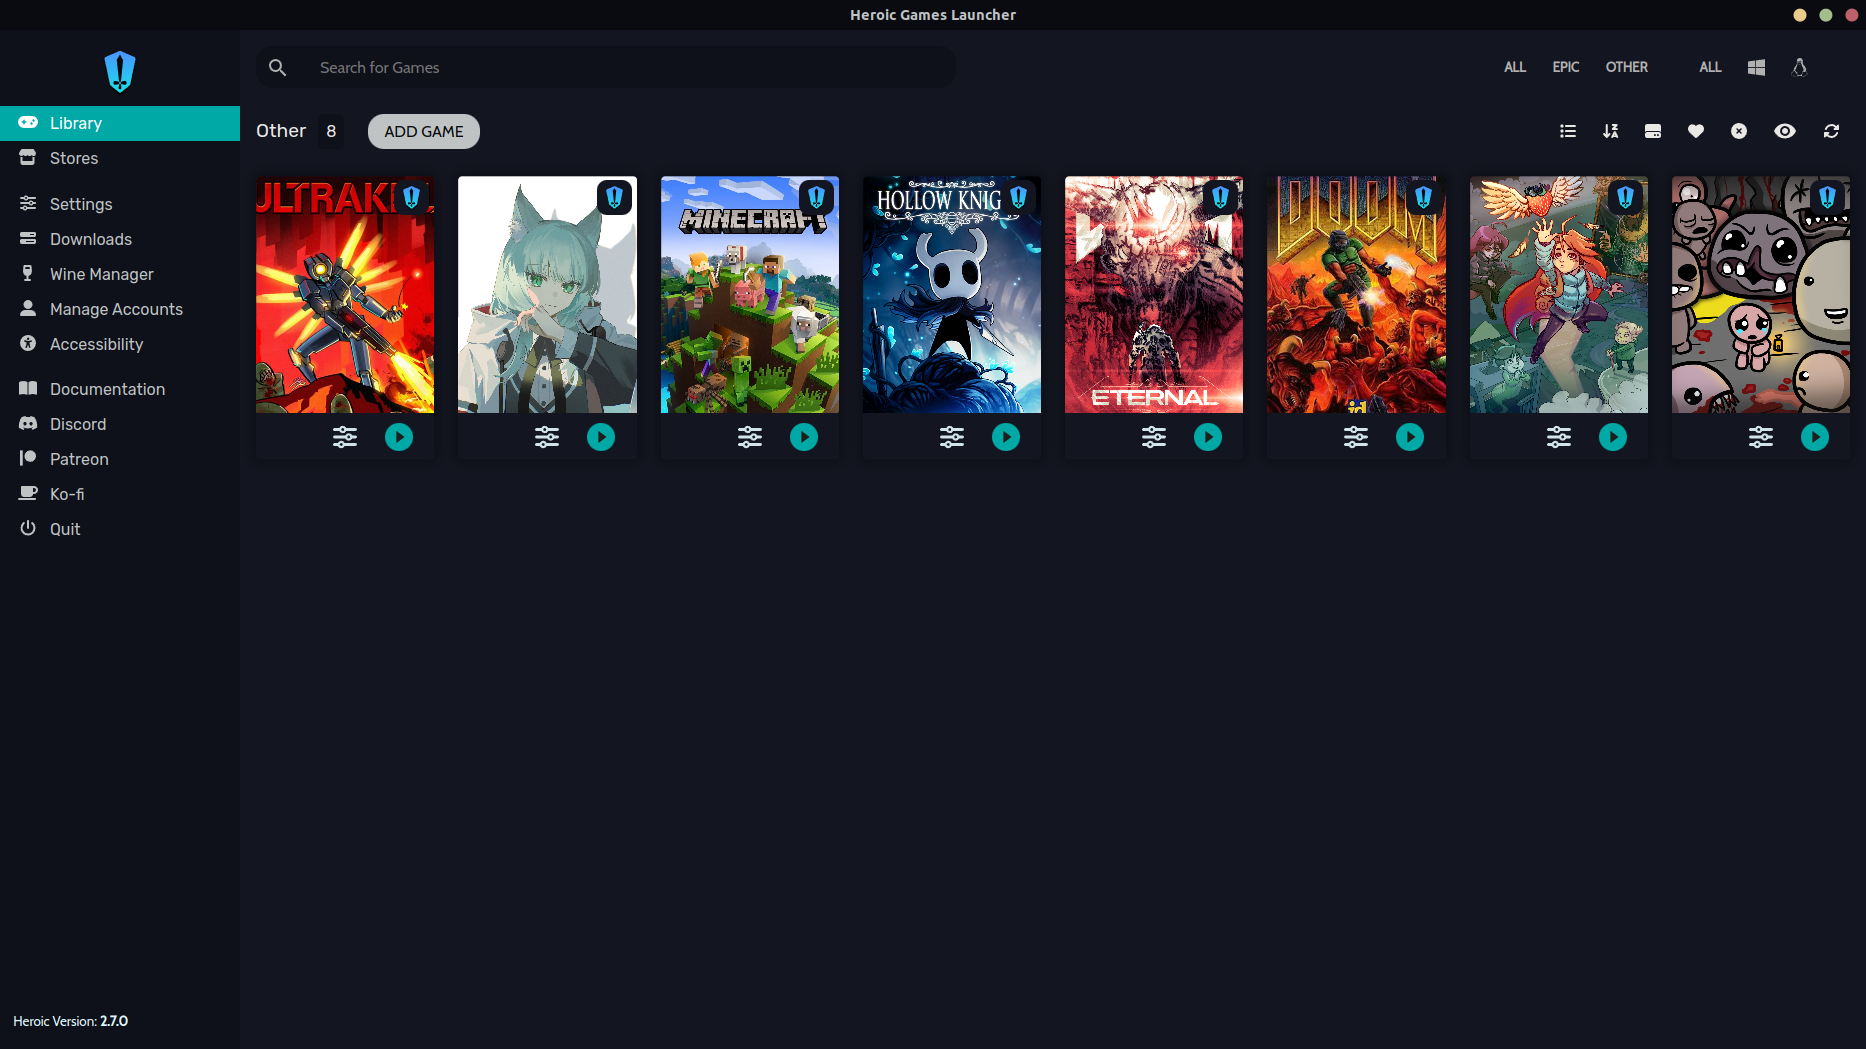 Heroic Games Launcher
Search for Games
ALL EPIC OTHER ALL
Library
Stores
Settings
Downloads
Wine Manager
Manage Accounts
Accessibility
Documentation
Discord
Patreon
Ko-fi
Quit
Other 8 ADD GAME
ULTRAK
MINECRAFT
HOLLOW KNIG
ETERNAL
DOOM
id
Heroic Version: 2.7.0